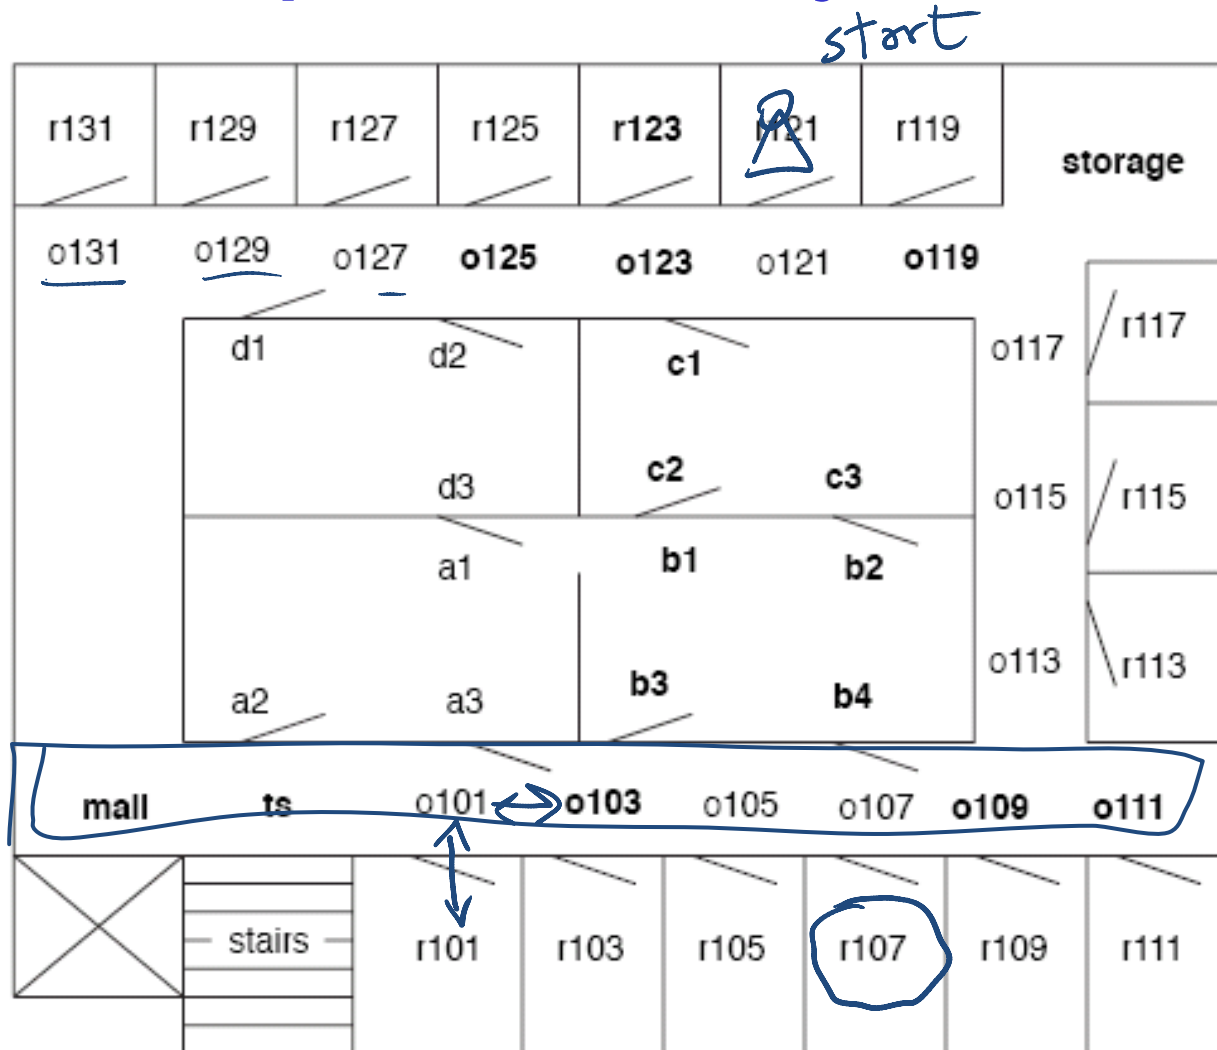 start
r131 r129 r127 r125 r123 r121 r119
storage
o131 o129 o127 o125 o123 o121 o119
r117
d1 d2 c1 o117
c2 c3
d3 o115 r115
a1 b1 b2
o113 r113
a2 a3 b3 b4
mail ts o101 o103 o105 o107 o109 o111
stairs r101 r103 r105 r107 r109 r111